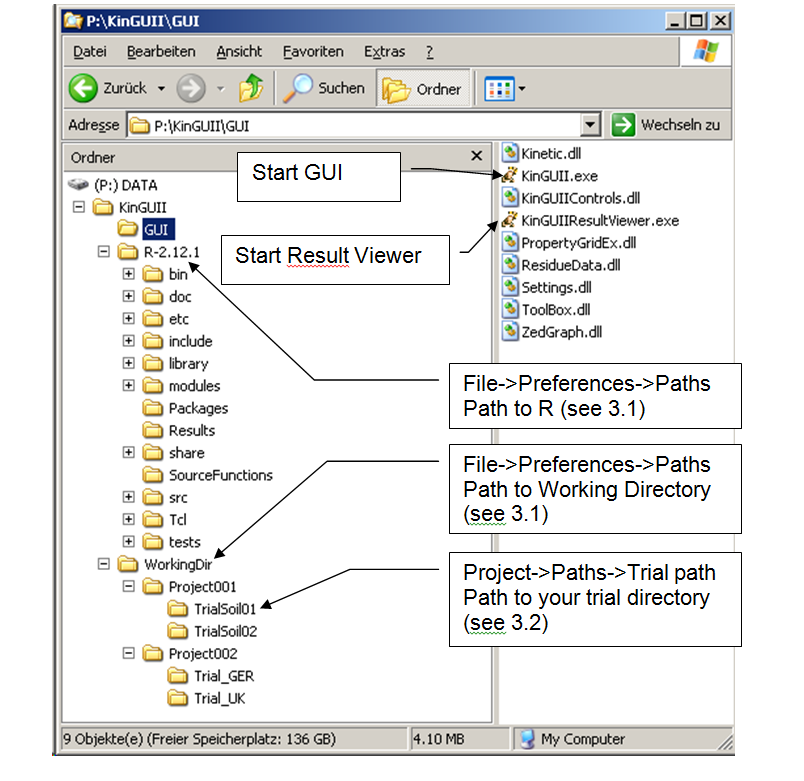 P:\KinGUII\GUI
Datei Bearbeiten Ansicht Favoriten Extras ?
Zurück Suchen Ordner
Adresse P:\KinGUII\GUI Wechseln zu
Ordner
(P:) DATA
KinGUII
GUI
R-2.12.1
bin
doc
etc
include
library
modules
Packages
Results
share
SourceFunctions
src
Tcl
tests
WorkingDir
Project001
TrialSoil01
TrialSoil02
Project002
Trial_GER
Trial_UK
Kinetic.dll
KinGUII.exe
KinGUIIControls.dll
KinGUIIResultViewer.exe
PropertyGridEx.dll
ResidueData.dll
Settings.dll
ToolBox.dll
ZedGraph.dll
Start GUI
Start Result Viewer
File->Preferences->Paths
Path to R (see 3.1)
File->Preferences->Paths
Path to Working Directory
(see 3.1)
Project->Paths->Trial path
Path to your trial directory
(see 3.2)
9 Objekte(e) (Freier Speicherplatz: 136 GB) 4.10 MB My Computer